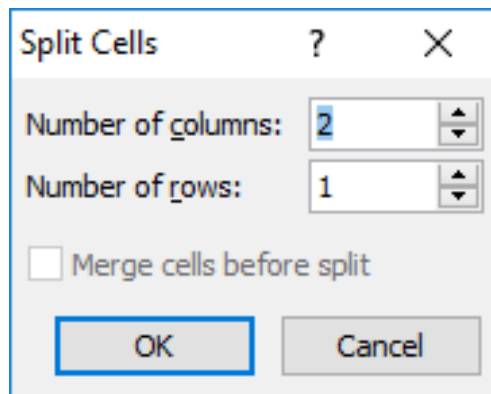 Split Cells ? ✕
Number of columns: 2
Number of rows: 1
Merge cells before split
OK Cancel